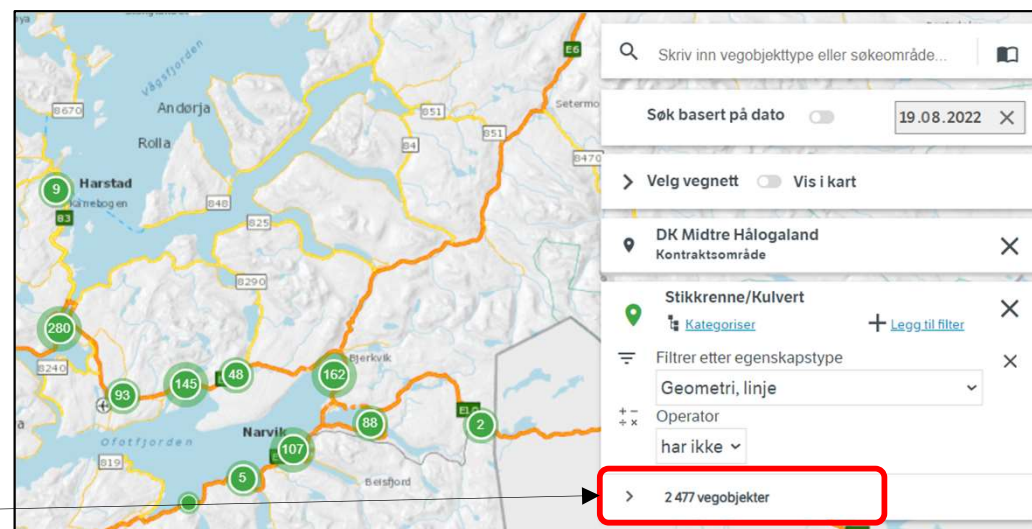 Skriv inn vegobjekttype eller søkeområde...
Søk basert på dato
19.08.2022
Velg vegnett
Vis i kart
DK Midtre Hålogaland
Kontraktsområde
Stikkrenne/Kulvert
Kategoriser
Legg til filter
Filtrer etter egenskapstype
Geometri, linje
Operator
har ikke
2 477 vegobjekter
Vågsfjorden
E6
8670
Andørja
851
Setermo
Rolla
84
851
8470
9
Harstad
Kanebogen
83
848
825
8290
280
8240
93
145
48
162
Bjerkvik
88
2
Ofotfjorden
Narvik
107
819
5
Beisfjord